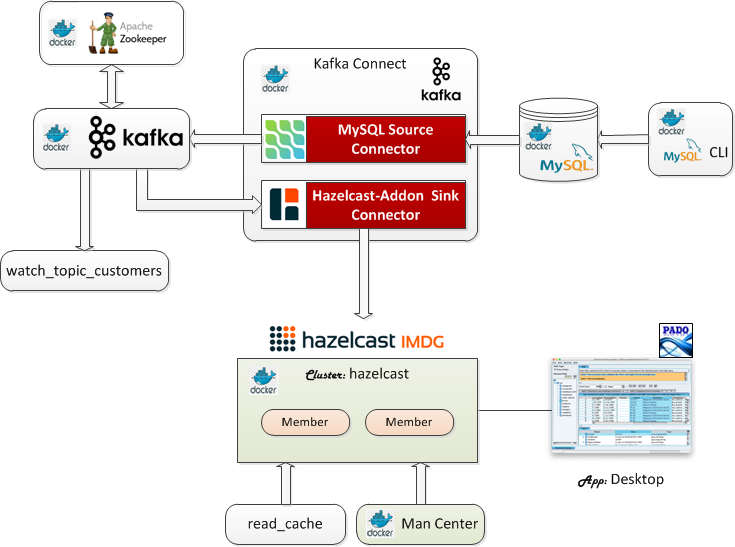 Apache
Zookeeper
docker
Kafka Connect
docker
kafka
docker
kafka
MySQL Source
Connector
docker
MySQL
docker
MySQL
CLI
Hazelcast-Addon Sink
Connector
watch_topic_customers
hazelcast IMDG
PADO
docker
Cluster: hazelcast
Member
Member
App: Desktop
read_cache
docker
Man Center